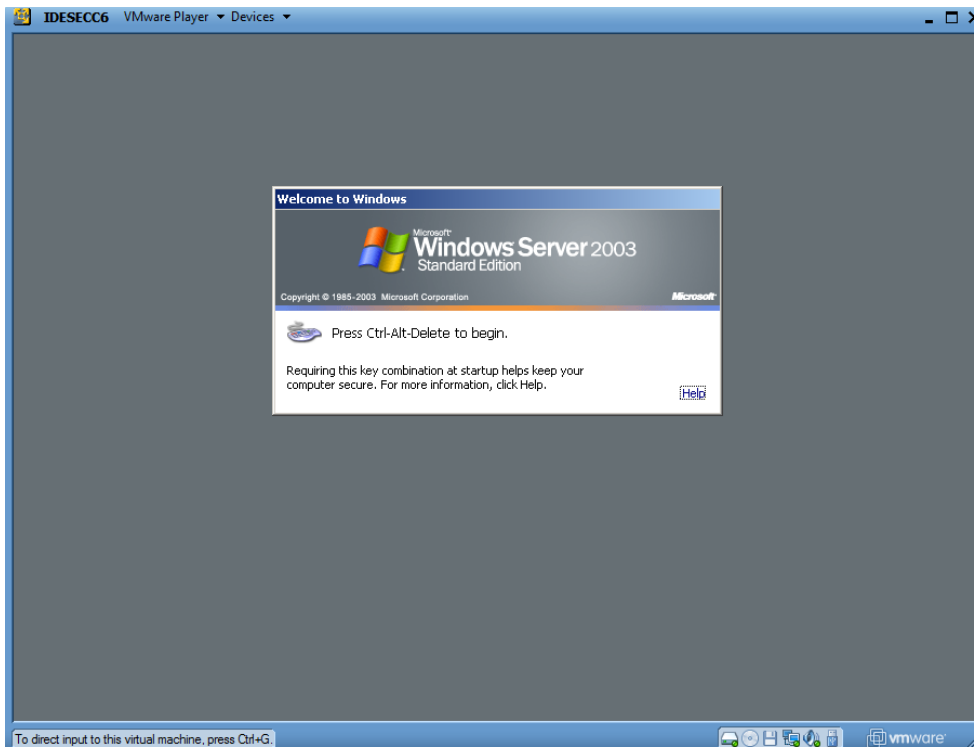 IDESECC6 VMware Player Devices
Welcome to Windows
Microsoft
Windows Server 2003
Standard Edition
Copyright © 1985-2003 Microsoft Corporation Microsoft
Press Ctrl-Alt-Delete to begin.
Requiring this key combination at startup helps keep your
computer secure. For more information, click Help.
Help
To direct input to this virtual machine, press Ctrl+G.
vmware